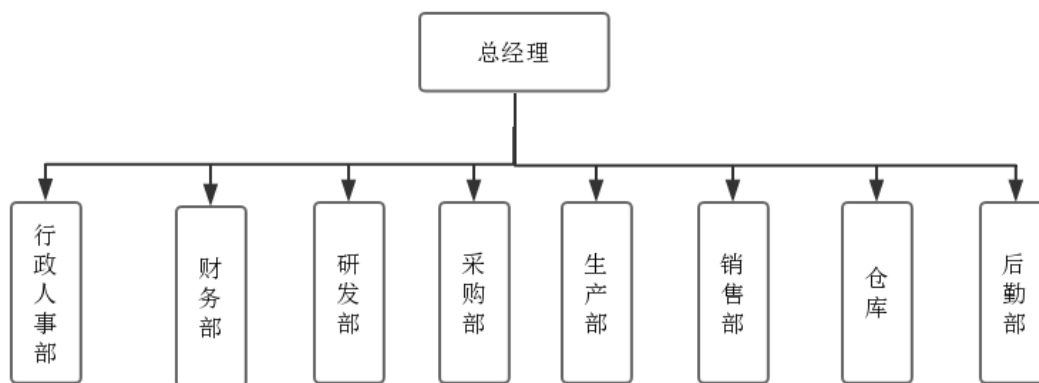 总经理
行政人事部
财务部
研发部
采购部
生产部
销售部
仓库
后勤部